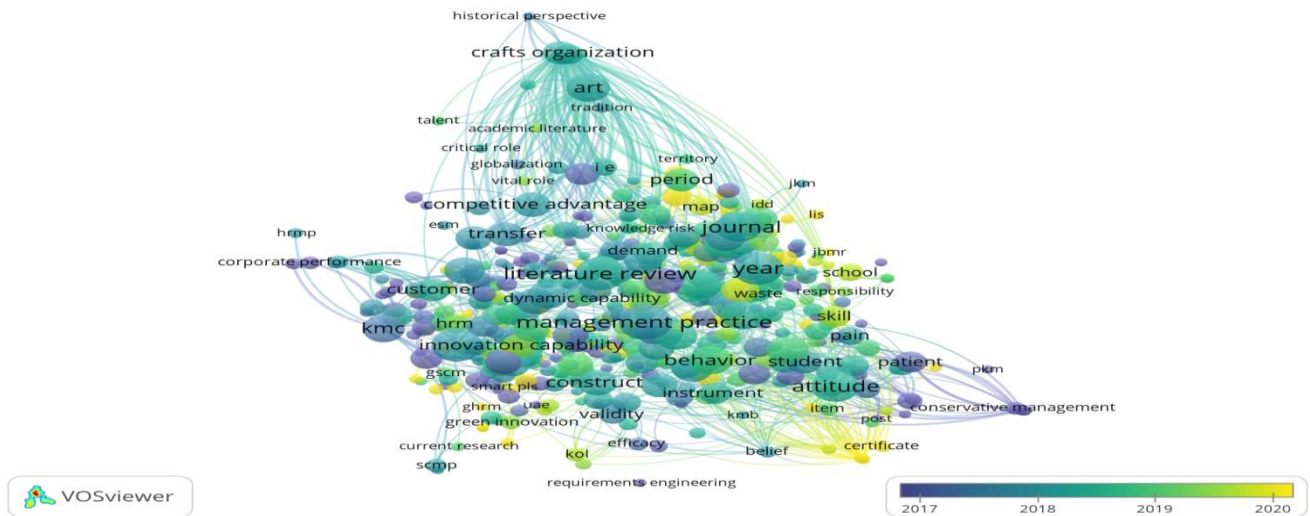 historical perspective
crafts organization
art
tradition
talent
academic literature
critical role
globalization
i e
territory
vital role
period
jkm
competitive advantage
map
idd
lis
esm
knowledge risk
journal
hrmp
transfer
demand
jbmr
corporate performance
literature review
year
school
customer
dynamic capability
waste
responsibility
kmc
hrm
management practice
skill
innovation capability
pain
behavior
student
patient
pkm
gscm
smart pls
construct
instrument
attitude
ghrm
uae
validity
kmb
item
conservative management
green innovation
post
current research
efficacy
certificate
kol
belief
scmp
requirements engineering
VOSviewer
2017 2018 2019 2020